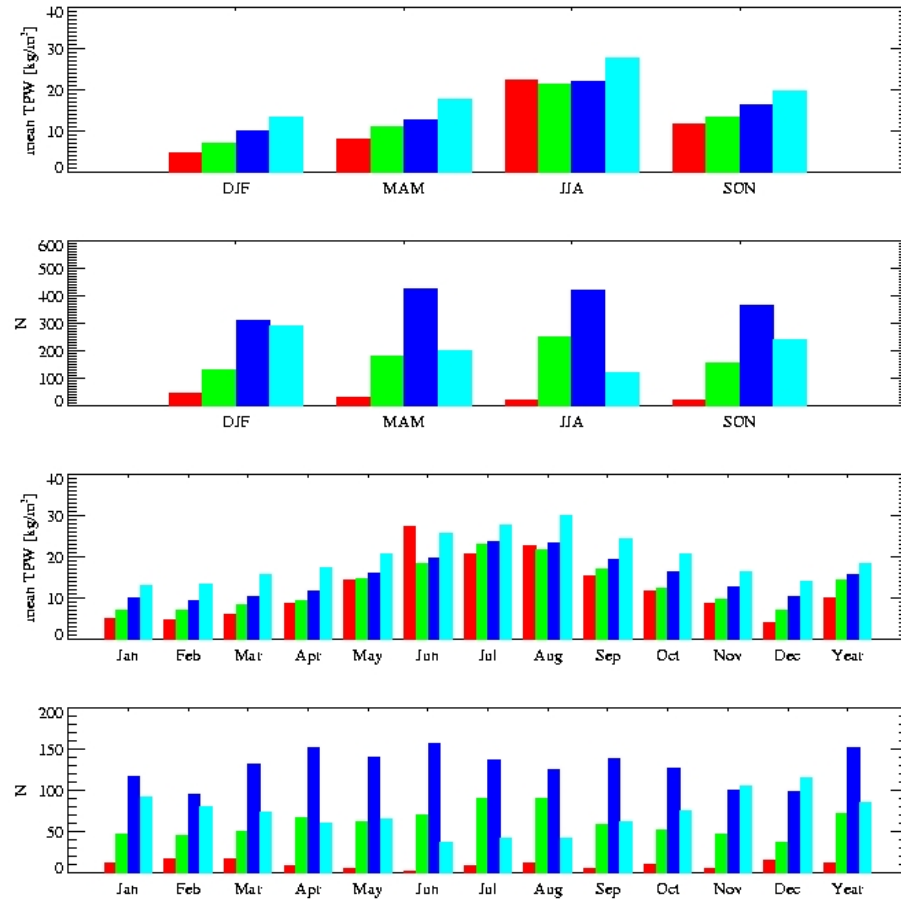 40
30
20
10
0
mean TPW [kg/m²]
DJF MAM JJA SON
600
500
400
300
200
100
0
N
DJF MAM JJA SON
40
30
20
10
0
mean TPW [kg/m²]
Jan Feb Mar Apr May Jun Jul Aug Sep Oct Nov Dec Year
200
150
100
50
0
N
Jan Feb Mar Apr May Jun Jul Aug Sep Oct Nov Dec Year